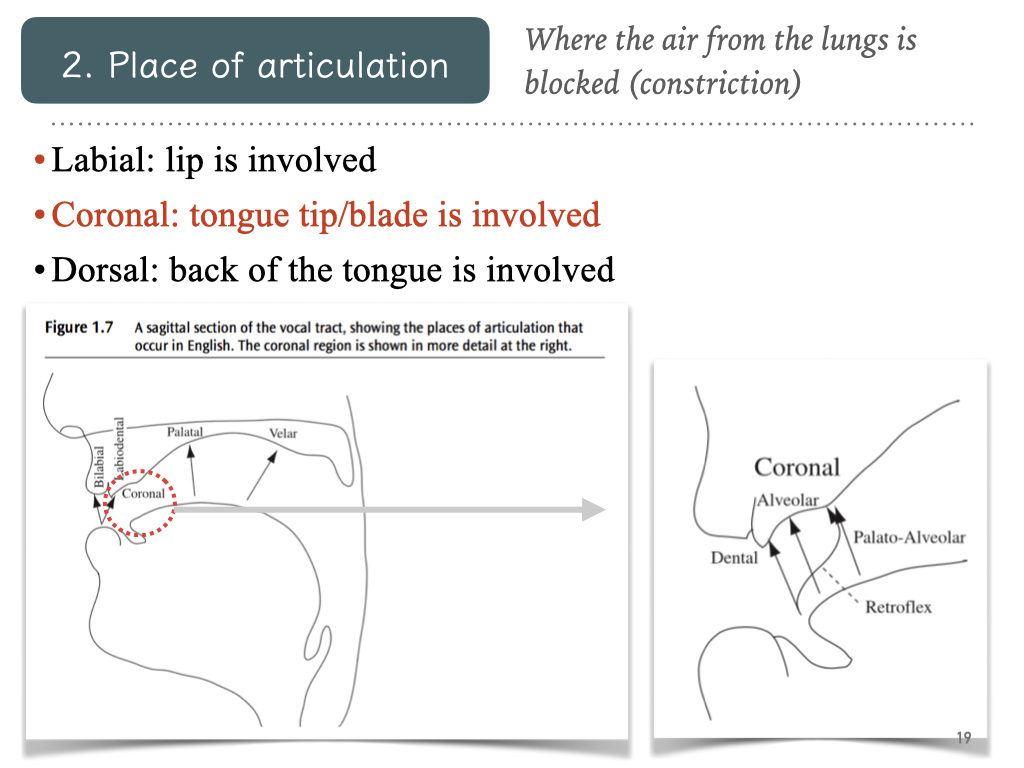 2. Place of articulation
Where the air from the lungs is
blocked (constriction)
•Labial: lip is involved
•Coronal: tongue tip/blade is involved
•Dorsal: back of the tongue is involved
Figure 1.7 A sagittal section of the vocal tract, showing the places of articulation that
occur in English. The coronal region is shown in more detail at the right.
Bilabial
Labiodental
Palatal
Velar
Coronal
Coronal
Alveolar
Dental
Palato-Alveolar
Retroflex
19